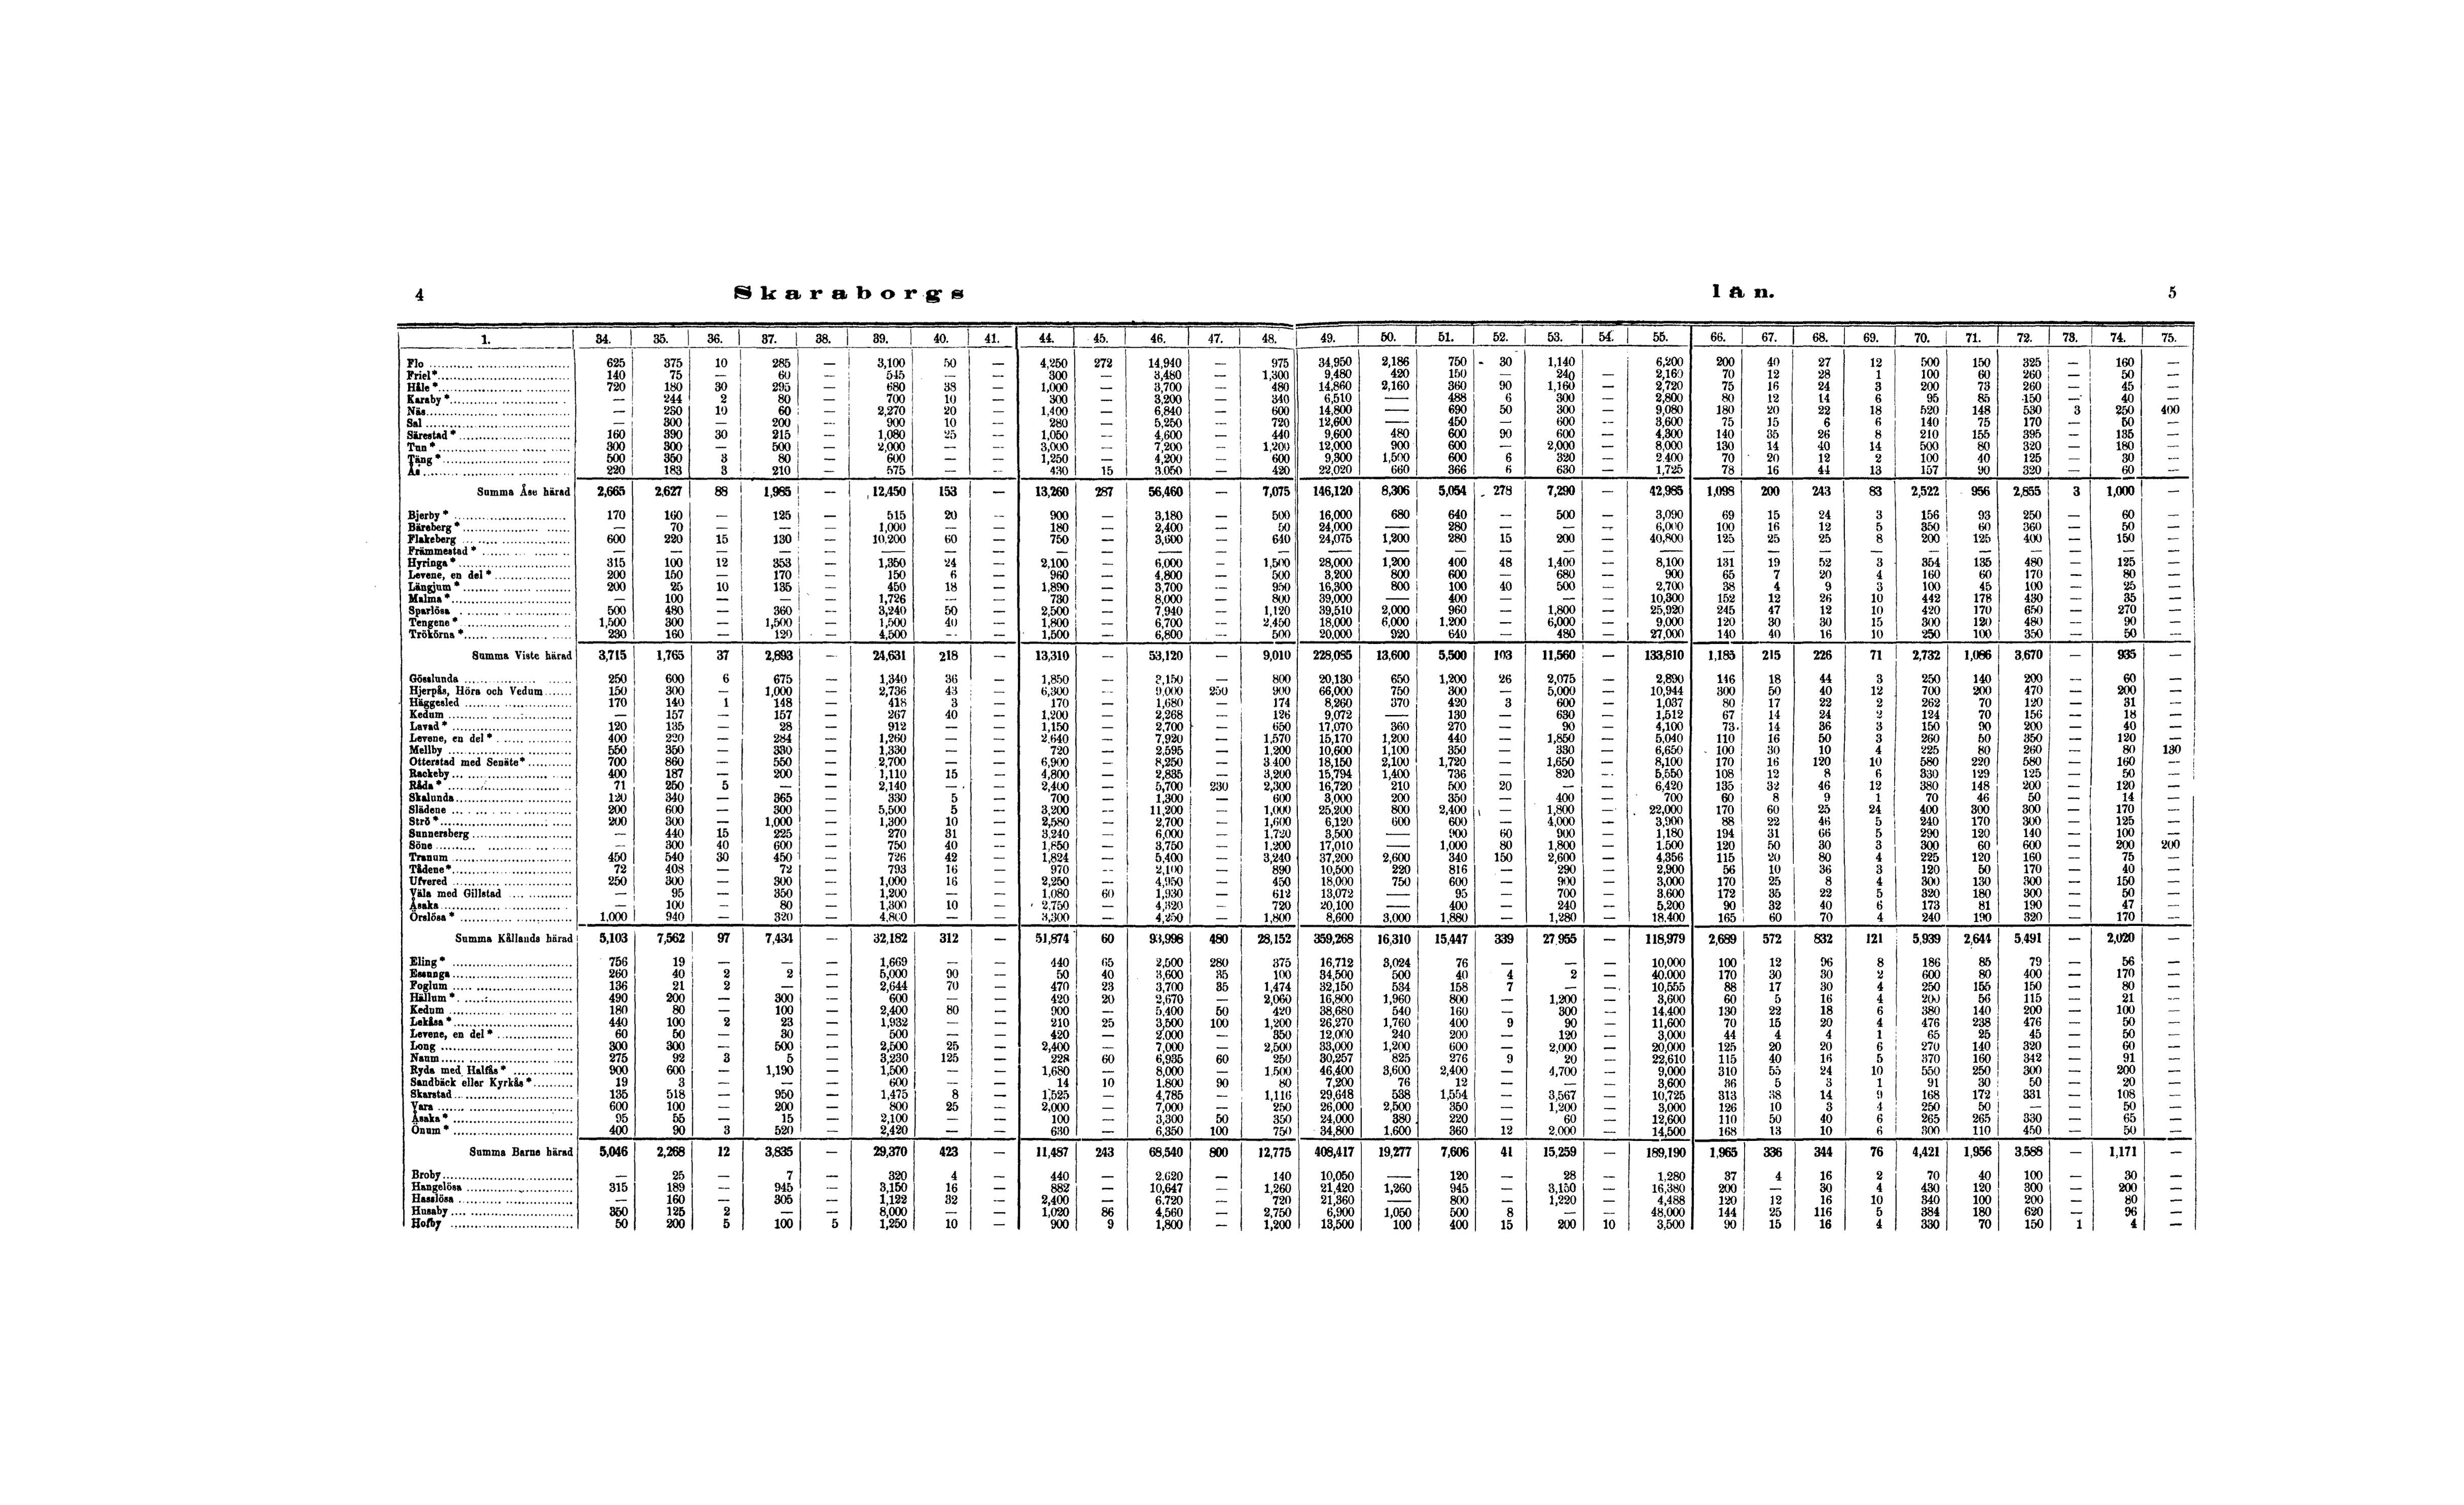 4 Skaraborgs län. 5
1. 34. 35. 36. 37. 38. 39. 40. 41. 44. 45. 46. 47. 48. 49. 50. 51. 52. 53. 54. 55. 66. 67. 68. 69. 70. 71. 72. 73. 74. 75.
Flo 625 375 10 285 — 3,100 50 — 4,250 272 14,940 — 975 34,950 2,186 750 30 1,140 6,200 200 40 27 12 500 150 325 — 160 —
Friel* 140 75 — 60 — 545 — — 300 — 3,480 — 1,300 9,480 420 150 — 240 — 2,160 70 12 28 1 100 60 260 — 50 —
Håle* 720 180 30 295 — 680 38 — 1,000 — 3,700 — 480 14,860 2,160 360 90 1,160 — 2,720 75 16 24 3 200 73 260 — 45 —
Karaby* — 244 2 80 — 700 10 — 300 — 3,200 — 340 6,510 — 488 6 300 — 2,800 80 12 14 6 95 85 150 — 40 —
Näs — 230 10 60 — 2,270 20 — 1,400 — 6,840 — 600 14,800 — 690 50 300 — 9,080 180 20 22 18 520 148 530 3 250 400
Sal — 300 — 200 — 900 10 — 280 — 5,250 — 720 12,600 — 450 — 600 — 3,600 75 15 6 6 140 75 170 — 50 —
Särestad* 160 390 30 215 — 1,080 25 — 1,050 — 4,600 — 440 9,600 480 600 90 600 — 4,300 140 35 26 8 210 155 395 — 135 —
Tun* 300 300 — 500 — 2,000 — — 3,000 — 7,200 — 1,200 12,000 900 600 — 2,000 — 8,000 130 14 40 14 500 80 320 — 180 —
Täng* 500 350 3 80 — 600 — — 1,250 — 4,200 — 600 9,300 1,500 600 6 320 — 2,400 70 20 12 2 100 40 125 — 30 —
Ås 220 183 3 210 — 575 — — 430 15 3,050 — 420 22,020 660 366 6 630 — 1,725 78 16 44 13 157 90 320 — 60 —
Summa Åse härad 2,665 2,627 88 1,985 — 12,450 153 — 13,260 287 56,460 — 7,075 146,120 8,306 5,054 278 7,290 — 42,985 1,098 200 243 83 2,522 956 2,855 3 1,000 —
Bjerby* 170 160 — 125 — 515 20 — 900 — 3,180 — 500 16,000 680 640 — 500 — 3,090 69 15 24 3 156 93 250 — 60 —
Bäreberg* — 70 — — — 1,000 — — 180 — 2,400 — 50 24,000 — 280 — — — 6,000 100 16 12 5 350 60 360 — 50 —
Flakeberg 600 220 15 130 — 10,200 60 — 750 — 3,600 — 640 24,075 1,200 280 15 200 — 40,800 125 25 25 8 200 125 400 — 150 —
Främmestad* — — — — — — — — — — — — — — — — — — — — — — — — — — — — — —
Hyringa* 315 100 12 353 — 1,350 24 — 2,100 — 6,000 — 1,500 28,000 1,200 400 48 1,400 — 8,100 131 19 52 3 354 135 480 — 125 —
Levene, en del* 200 150 — 170 — 150 6 — 960 — 4,800 — 500 3,200 800 600 — 680 — 900 65 7 20 4 160 60 170 — 80 —
Längjum* 200 25 10 135 — 450 18 — 1,890 — 3,700 — 950 16,300 800 100 40 500 — 2,700 38 4 9 3 100 45 100 — 25 —
Malma* — 100 — — — 1,726 — — 730 — 8,000 — 800 39,000 — 400 — — — 10,300 152 12 26 10 442 178 430 — 35 —
Sparlösa 500 480 — 360 — 3,240 50 — 2,500 — 7,940 — 1,120 39,510 2,000 960 — 1,800 — 25,920 245 47 12 10 420 170 650 — 270 —
Tengene* 1,500 300 — 1,500 — 1,500 40 — 1,800 — 6,700 — 2,450 18,000 6,000 1,200 — 6,000 — 9,000 120 30 30 15 300 120 480 — 90 —
Trökörna* 230 160 — 120 — 4,500 — — 1,500 — 6,800 — 500 20,000 920 640 — 480 — 27,000 140 40 16 10 250 100 350 — 50 —
Summa Viste härad 3,715 1,765 37 2,893 — 24,631 218 — 13,310 — 53,120 — 9,010 228,085 13,600 5,500 103 11,560 — 133,810 1,185 215 226 71 2,732 1,086 3,670 — 935 —
Gösslunda 250 600 6 675 — 1,340 36 — 1,850 — 2,150 — 800 20,130 650 1,200 26 2,075 — 2,890 146 18 44 3 250 140 200 — 60 —
Hjerpås, Höra och Vedum 150 300 — 1,000 — 2,736 43 — 6,300 — 9,000 250 900 66,000 750 300 — 5,000 — 10,944 300 50 40 12 700 200 470 — 200 —
Häggesled 170 140 1 148 — 418 3 — 170 — 1,680 — 174 8,260 370 420 3 600 — 1,037 80 17 22 2 262 70 120 — 31 —
Kedum — 157 — 157 — 267 40 — 1,200 — 2,268 — 126 9,072 — 130 — 630 — 1,512 67 14 24 2 124 70 156 — 18 —
Lavad* 120 135 — 28 — 912 — — 1,150 — 2,700 — 650 17,070 360 270 — 90 — 4,100 73 14 36 3 150 90 200 — 40 —
Levene, en del* 400 220 — 284 — 1,260 — — 2,640 — 7,920 — 1,570 15,170 1,200 440 — 1,850 — 5,040 110 16 50 3 260 50 350 — 120 —
Mellby 550 350 — 330 — 1,330 — — 720 — 2,595 — 1,200 10,600 1,100 350 — 330 — 6,650 100 30 10 4 225 80 260 — 80 130
Otterstad med Senäte* 700 860 — 550 — 2,700 — — 6,900 — 8,250 — 3 400 18,150 2,100 1,720 — 1,650 — 8,100 170 16 120 10 580 220 580 — 160 —
Rackeby 400 187 — 200 — 1,110 15 — 4,800 — 2,885 — 3,200 15,794 1,400 736 — 820 — 5,550 108 12 8 6 330 129 125 — 50 —
Råda* 71 250 5 — — 2,140 — — 2,400 — 5,700 230 2,300 16,720 210 500 20 — — 6,420 135 32 46 12 380 148 200 — 120 —
Skalunda 120 340 — 365 — 330 5 — 700 — 1,300 — 600 3,000 200 350 — 400 — 700 60 8 9 1 70 46 50 — 14 —
Slädene 200 600 — 300 — 5,500 5 — 3,200 — 11 200 — 1,000 25,200 800 2,400 — 1,800 — 22,000 170 60 25 24 400 300 300 — 170 —
Strö* 200 300 — 1,000 — 1,300 10 — 2,580 — 2,700 — 1,600 6,120 600 600 — 4,000 — 3,900 88 22 46 5 240 170 300 — 125 —
Sunnersberg — 440 15 225 — 270 31 — 3,240 — 6,000 — 1,720 3,500 — 900 60 900 — 1,180 194 31 66 5 290 120 140 — 100 —
Söne — 300 40 600 — 750 40 — 1,850 — 3,750 — 1,200 17,010 — 1,000 80 1,800 — 1,500 120 50 30 3 300 60 600 — 200 200
Tranum 450 540 30 450 — 726 42 — 1,824 — 5,400 — 3,240 37,200 2,600 340 150 2,600 — 4,356 115 20 80 4 225 120 160 — 75 —
Tådene* 72 408 — 72 — 793 16 — 970 — 2,100 — 890 10,500 220 816 — 290 — 2,900 56 10 36 3 120 50 170 — 40 —
Ufvered 250 300 — 300 — 1,000 16 — 2,250 — 4,950 — 450 18,000 750 600 — 900 — 3,000 170 25 8 4 300 130 300 — 150 —
Väla med Gillstad — 95 — 350 — 1,200 — — 1,080 60 1,930 — 612 13,072 — 95 — 700 — 3,600 172 35 22 5 320 180 300 — 50 —
Åsaka — 100 — 80 — 1,300 10 — 2,750 — 4,320 — 720 20,100 — 400 — 240 — 5,200 90 32 40 6 173 81 190 — 47 —
Örslösa* 1,000 940 — 320 — 4,800 — — 3,300 — 4,250 — 1,800 8,600 3,000 1,880 — 1,280 — 18,400 165 60 70 4 240 190 320 — 170 —
Summa Kållands härad 5,103 7,562 97 7,434 — 32,182 312 — 51,874 60 93,998 480 28,152 359,268 16,310 15,447 339 27,955 — 118,979 2,689 572 832 121 5,939 2,644 5,491 — 2,020 —
Eling* 756 19 — — — 1,669 — — 440 65 2,500 280 375 16,712 3,024 76 — — — 10,000 100 12 96 8 186 85 79 — 56 —
Essunga 260 40 2 2 — 5,000 90 — 50 40 3,600 35 100 34,500 500 40 4 2 — 40,000 170 30 30 2 600 80 400 — 170 —
Foglum 136 21 2 — — 2,644 70 — 470 23 3,700 35 1,474 32,150 534 158 7 — — 10,555 88 17 30 4 250 155 150 — 80 —
Hällum* 490 200 — 300 — 600 — — 420 20 2,670 — 2,060 16,800 1,960 800 — 1,200 — 3,600 60 5 16 4 200 56 115 — 21 —
Kedum 180 80 — 100 — 2,400 80 — 900 — 5,400 50 420 38,680 540 160 — 300 — 14,400 130 22 18 6 380 140 200 — 100 —
Lekåsa* 440 100 2 23 — 1,932 — — 210 25 3,500 100 1,200 26,270 1,760 400 9 90 — 11,600 70 15 20 4 476 238 476 — 50 —
Levene, en del* 60 50 — 30 — 500 — — 420 — 2,000 — 350 12,000 240 200 — 120 — 3,000 44 4 4 1 65 25 45 — 50 —
Long 300 300 — 500 — 2,500 25 — 2,400 — 7,000 — 2,500 33,000 1,200 600 — 2,000 — 20,000 125 20 20 6 270 140 320 — 60 —
Naum 275 92 3 5 — 3,230 125 — 228 60 6,935 60 250 30,257 825 276 9 20 — 22,610 115 40 16 5 370 160 342 — 91 —
Ryda med Halfås* 900 600 — 1,190 — 1,500 — — 1,680 — 8,000 — 1,500 46,400 3,600 2,400 — 4,700 — 9,000 310 55 24 10 550 250 300 — 200 —
Sandbäck eller Kyrkås* 19 3 — — — 600 — — 14 10 1,800 90 80 7,200 76 12 — — — 3,600 36 5 3 1 91 30 50 — 20 —
Skarstad 135 518 — 950 — 1,475 8 — 1,525 — 4,785 — 1,116 29,648 538 1,554 — 3,567 — 10,725 313 38 14 9 168 172 331 — 108 —
Vara 600 100 — 200 — 800 25 — 2,000 — 7,000 — 250 26,000 2,500 350 — 1,200 — 3,000 126 10 3 4 250 50 — — 50 —
Åsaka* 95 55 — 15 — 2,100 — — 100 — 3,300 50 350 24,000 380 220 — 60 — 12,600 110 50 40 6 265 265 330 — 65 —
Önum* 400 90 3 520 — 2,420 — — 630 — 6,350 100 750 34,800 1,600 360 12 2,000 — 14,500 168 13 10 6 300 110 450 — 50 —
Summa Barne härad 5,046 2,268 12 3,835 — 29,370 423 — 11,487 243 68,540 800 12,775 408,417 19,277 7,606 41 15,259 — 189,190 1,965 336 344 76 4,421 1,956 3,588 — 1,171 —
Broby — 25 — 7 — 320 4 — 440 — 2,620 — 140 10,050 — 120 — 28 — 1,280 37 4 16 2 70 40 100 — 30 —
Hangelösa 315 189 — 945 — 3,150 16 — 882 — 10,647 — 1,260 21,420 1,260 945 — 3,150 — 16,380 200 — 30 4 430 120 300 — 200 —
Hasslösa — 160 — 305 — 1,122 32 — 2,400 — 6,720 — 720 21,360 — 800 — 1,220 — 4,488 120 12 16 10 340 100 200 — 80 —
Husaby 350 125 2 — — 8,000 — — 1,020 86 4,560 — 2,750 6,900 1,050 500 8 — — 48,000 144 25 116 5 384 180 620 — 96 —
Hofby 50 200 5 100 5 1,250 10 — 900 9 1,800 — 1,200 13,500 100 400 15 200 10 3,500 90 15 16 4 330 70 150 1 4 —